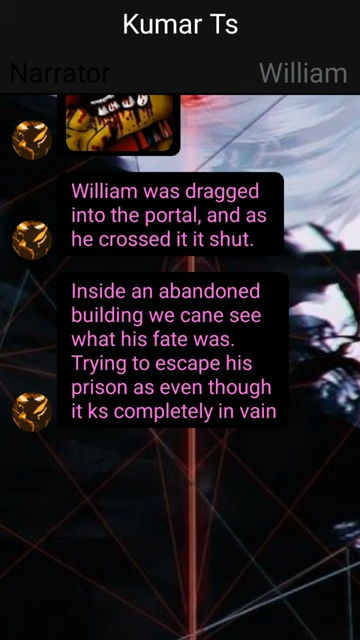 Kumar Ts
Narrator
William
William was dragged
into the portal, and as
he crossed it it shut.
Inside an abandoned
building we cane see
what his fate was.
Trying to escape his
prison as even though
it ks completely in vain